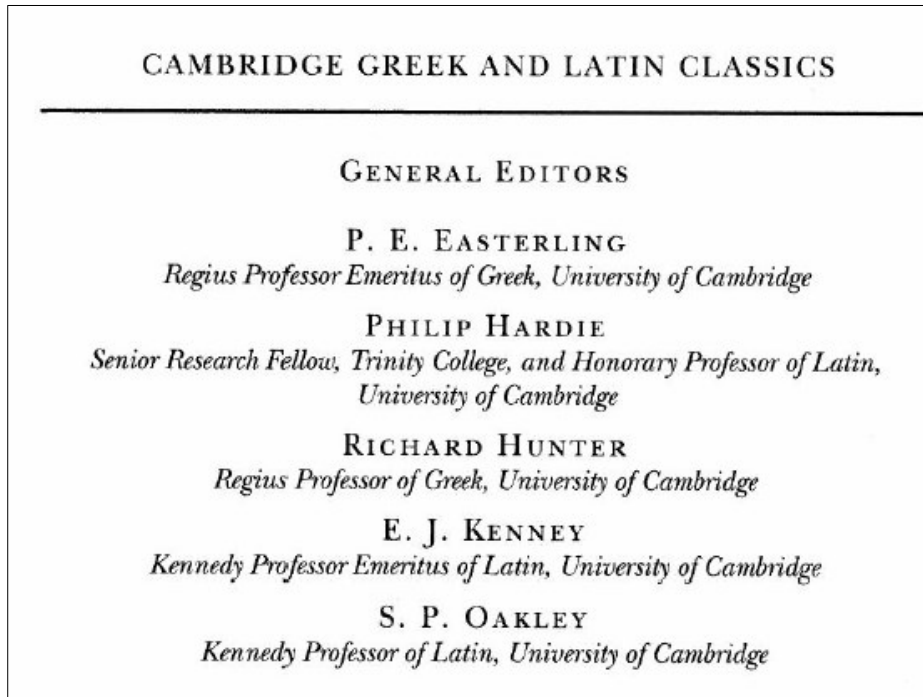 CAMBRIDGE GREEK AND LATIN CLASSICS
GENERAL EDITORS
P. E. EASTERLING
Regius Professor Emeritus of Greek, University of Cambridge
PHILIP HARDIE
Senior Research Fellow, Trinity College, and Honorary Professor of Latin,
University of Cambridge
RICHARD HUNTER
Regius Professor of Greek, University of Cambridge
E. J. KENNEY
Kennedy Professor Emeritus of Latin, University of Cambridge
S. P. OAKLEY
Kennedy Professor of Latin, University of Cambridge